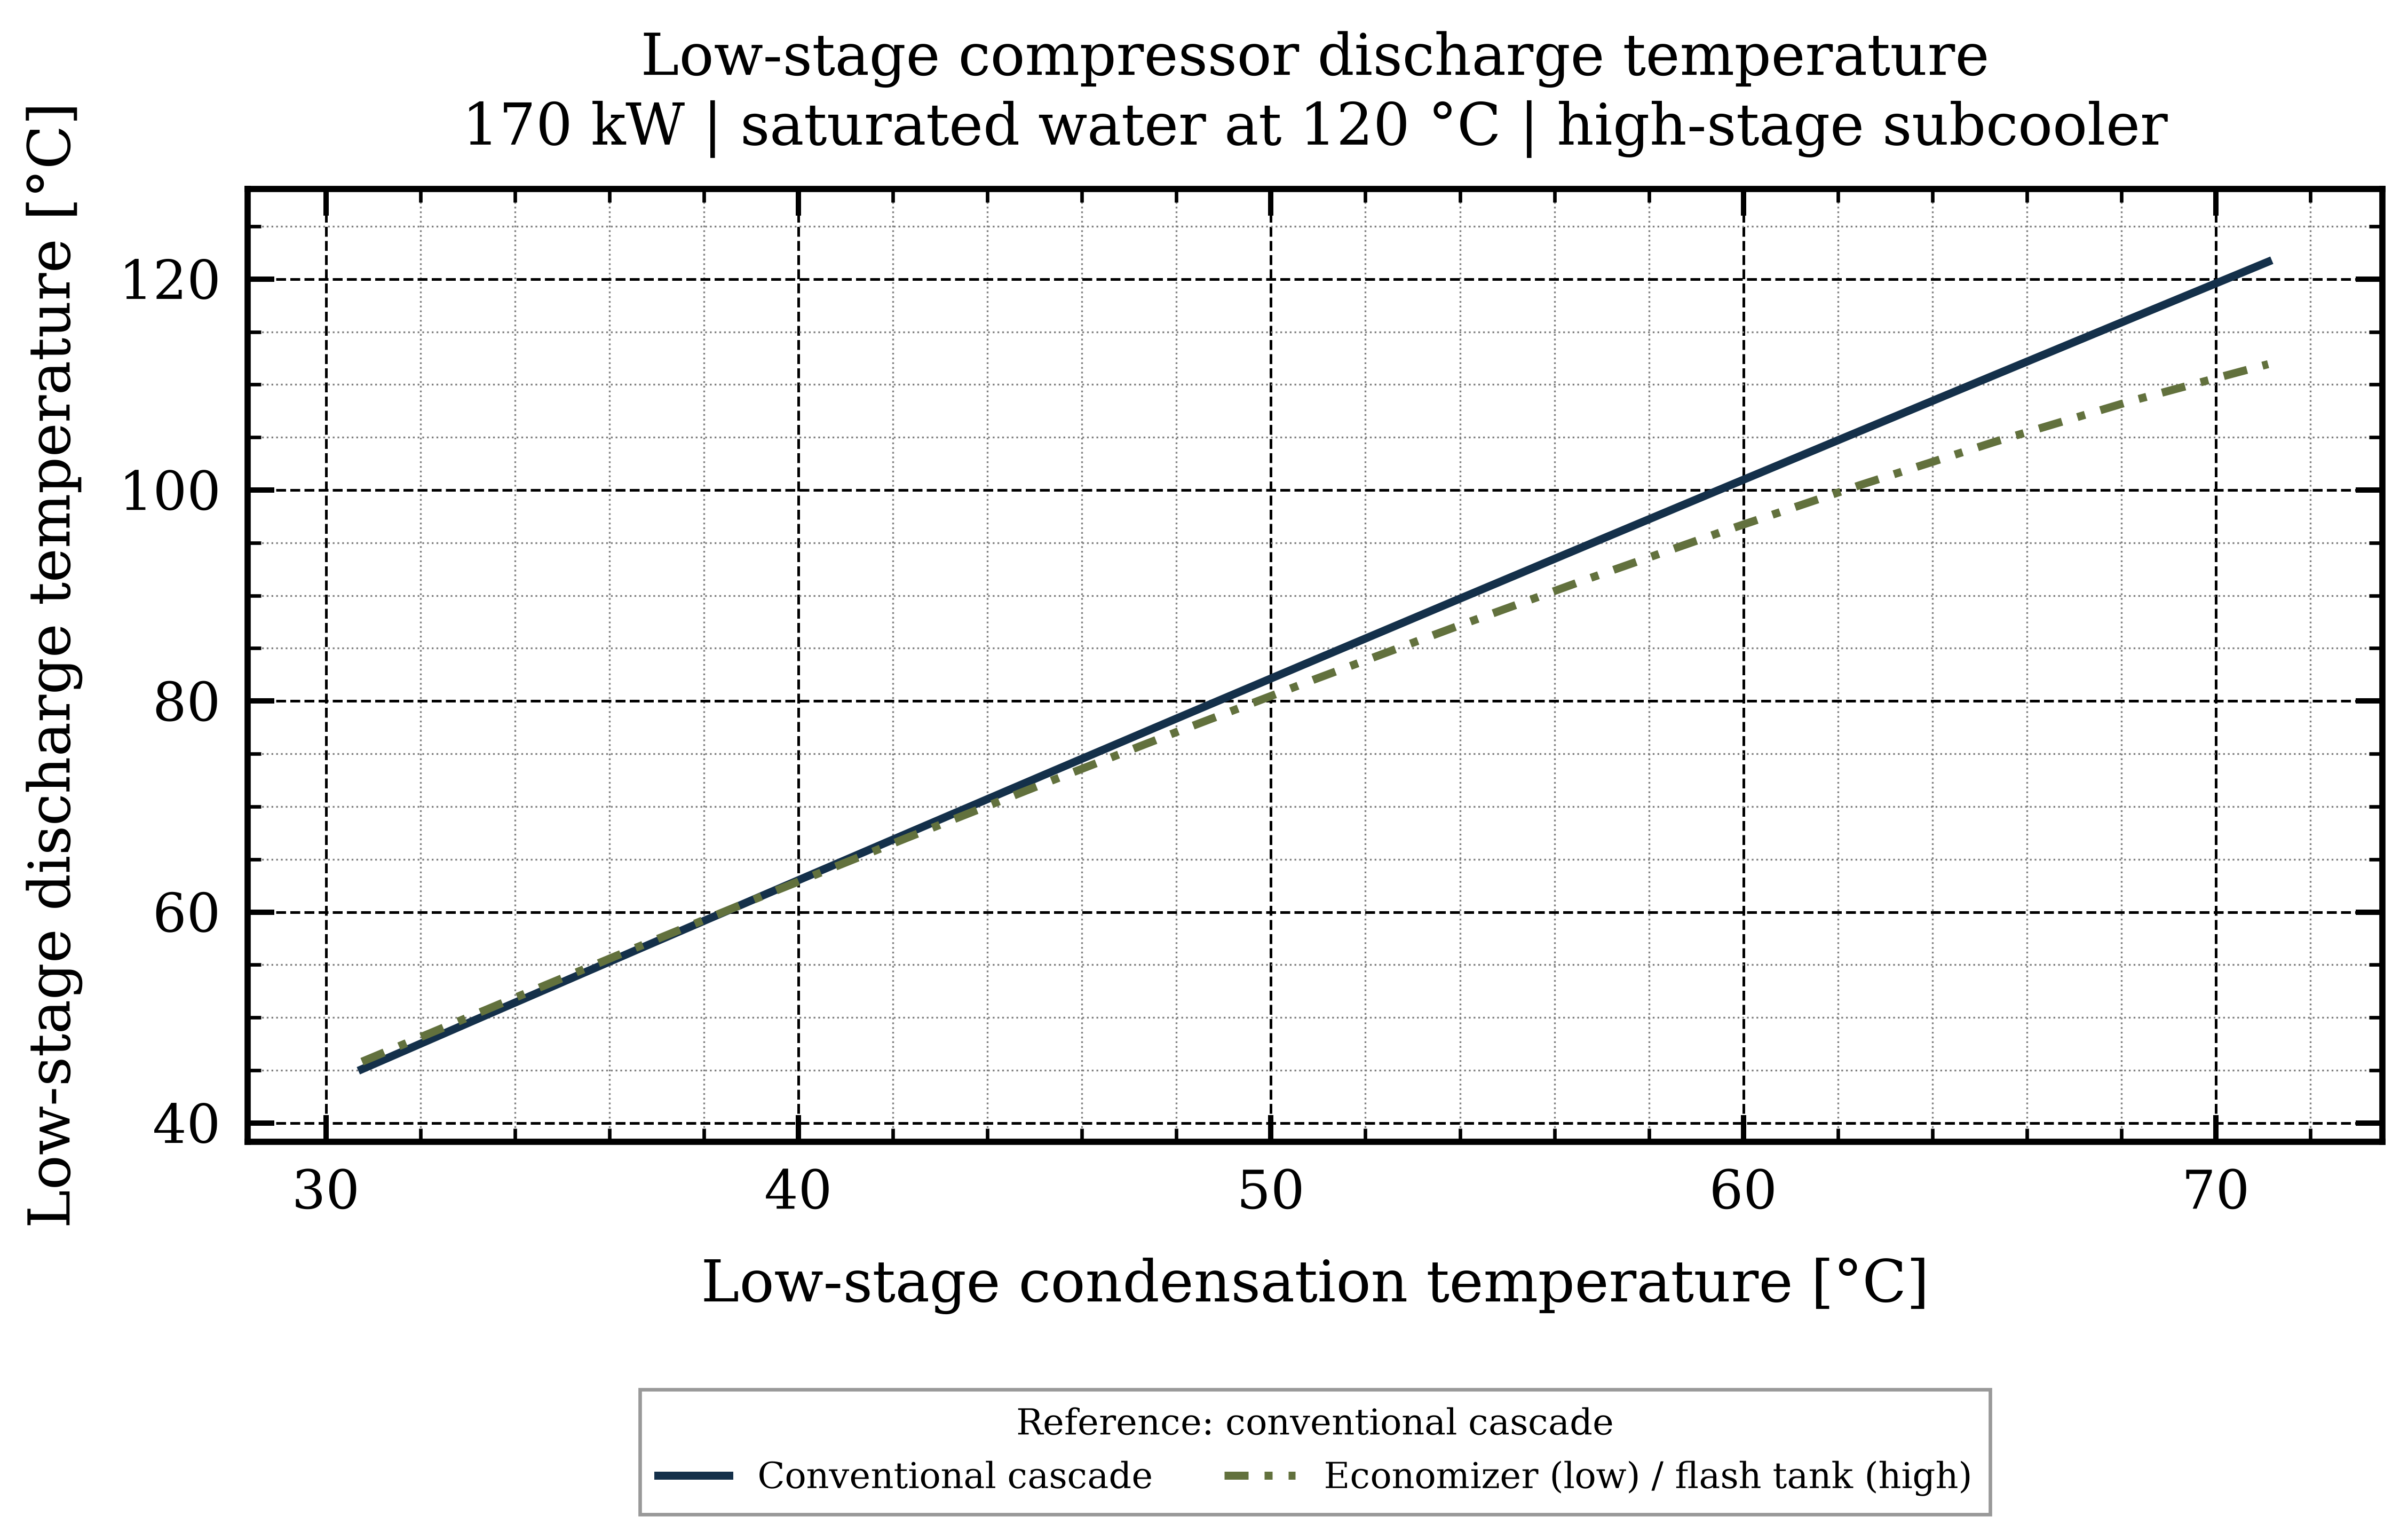 Low-stage compressor discharge temperature
170 kW | saturated water at 120 °C | high-stage subcooler
Low-stage discharge temperature [°C]
120
100
80
60
40
30 40 50 60 70
Low-stage condensation temperature [°C]
Reference: conventional cascade
Conventional cascade Economizer (low) / flash tank (high)